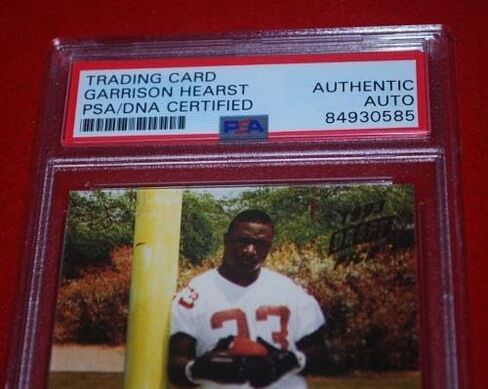 TRADING CARD
GARRISON HEARST
PSA/DNA CERTIFIED
AUTHENTIC
AUTO
84930585
PSA
23